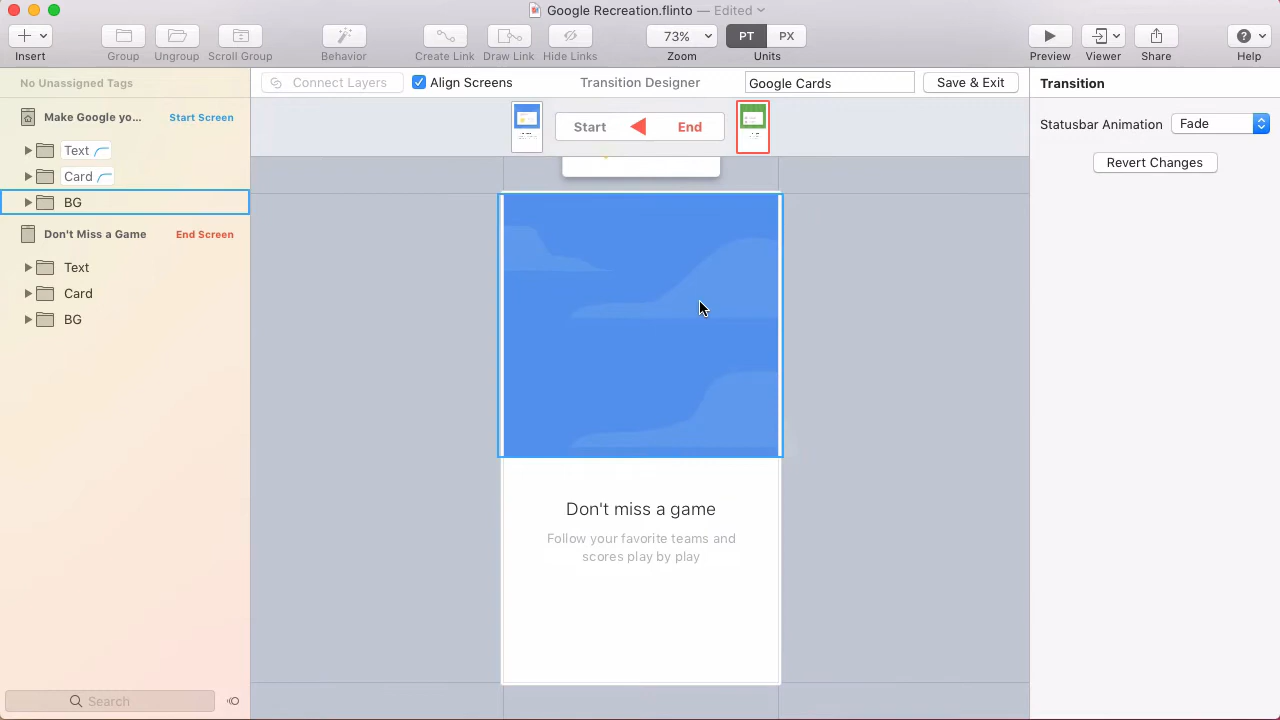 Google Recreation.flinto — Edited
Insert
Group
Ungroup
Scroll Group
Behavior
Create Link
Draw Link
Hide Links
73%
Zoom
PT
PX
Units
Preview
Viewer
Share
Help
No Unassigned Tags
Connect Layers
Align Screens
Transition Designer
Google Cards
Save & Exit
Transition
Make Google yo...
Start Screen
Start
End
Statusbar Animation
Fade
Text
Revert Changes
Card
BG
Don't Miss a Game
End Screen
Text
Card
BG
Don't miss a game
Follow your favorite teams and
scores play by play
Search